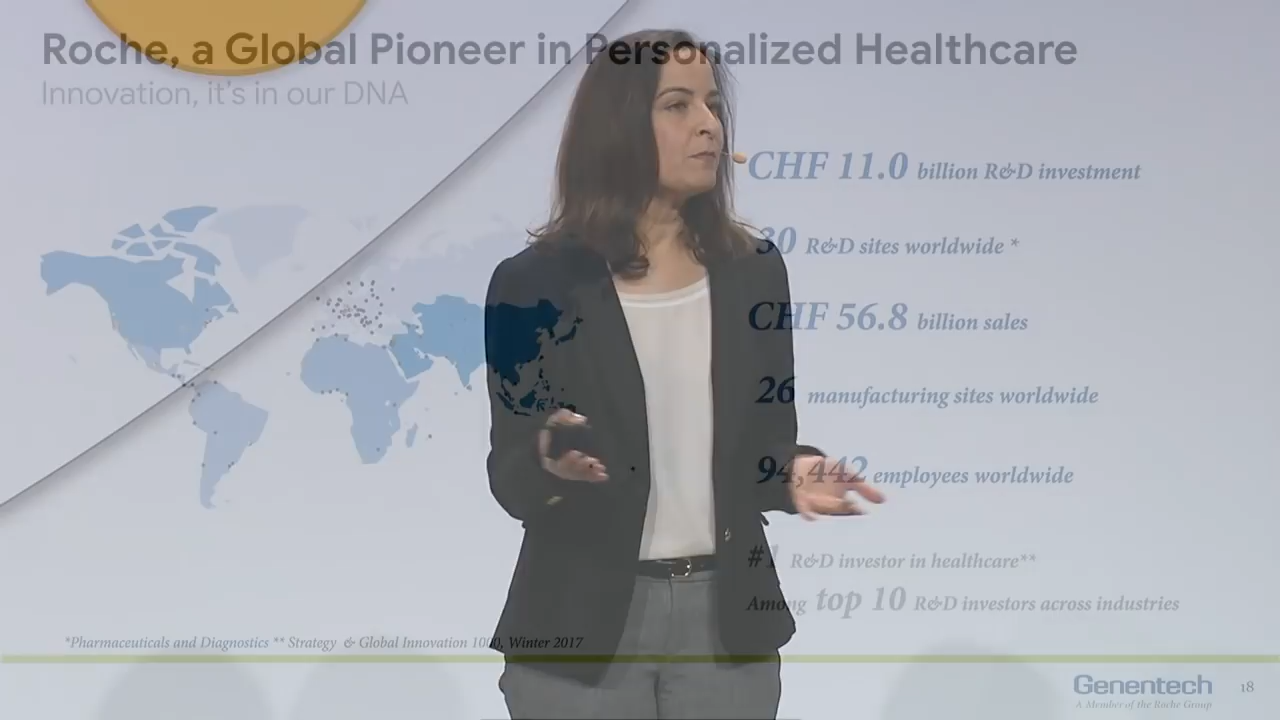 Roche, a Global Pioneer in Personalized Healthcare
Innovation, it's in our DNA
CHF 11.0 billion R&D investment
30 R&D sites worldwide *
CHF 56.8 billion sales
26 manufacturing sites worldwide
94,442 employees worldwide
#1 R&D investor in healthcare**
Among top 10 R&D investors across industries
*Pharmaceuticals and Diagnostics ** Strategy & Global Innovation 1000, Winter 2017
Genentech
A Member of the Roche Group
18